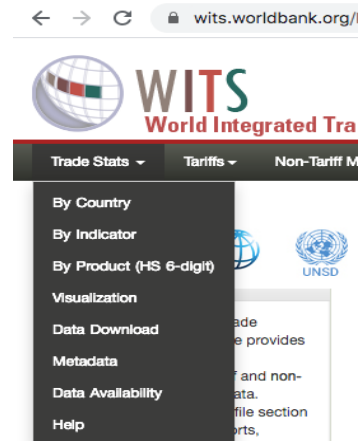 wits.worldbank.org/
WITS
World Integrated Tra
Trade Stats Tariffs Non-Tariff M
By Country
By Indicator
By Product (HS 6-digit)
UNSD
Visualization
Data Download
ade
e provides
Metadata
f and non-
Data Availability
ata.
file section
Help
orts,